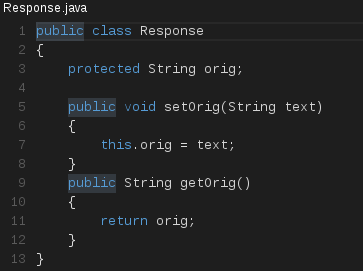 Response.java
1 public class Response
2 {
3     protected String orig;
4
5     public void setOrig(String text)
6     {
7         this.orig = text;
8     }
9     public String getOrig()
10     {
11         return orig;
12     }
13 }